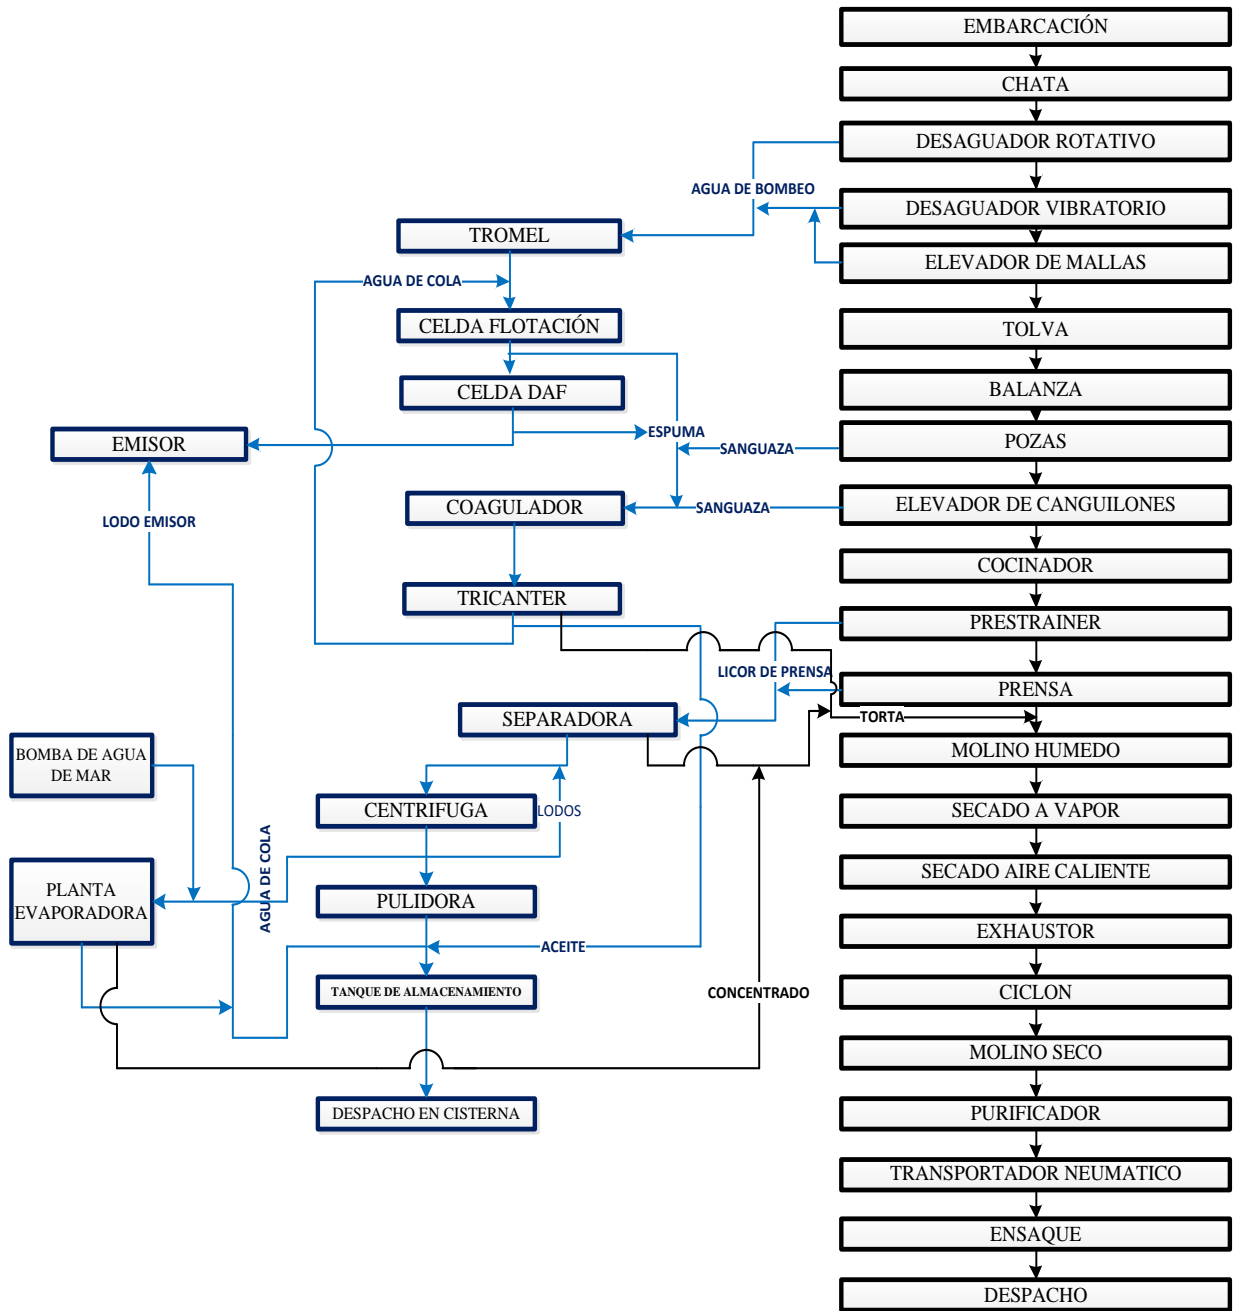 EMBARCACIÓN
CHATA
DESAGUADOR ROTATIVO
AGUA DE BOMBEO
DESAGUADOR VIBRATORIO
TROMEL
ELEVADOR DE MALLAS
AGUA DE COLA
CELDA FLOTACIÓN
TOLVA
CELDA DAF
BALANZA
EMISOR
ESPUMA
SANGUAZA
POZAS
LODO EMISOR
COAGULADOR
SANGUAZA
ELEVADOR DE CANGUILONES
COCINADOR
TRICANTER
PRESTRAINER
LICOR DE PRENSA
PRENSA
SEPARADORA
TORTA
BOMBA DE AGUA
DE MAR
MOLINO HUMEDO
CENTRIFUGA
LODOS
SECADO A VAPOR
AGUA DE COLA
PLANTA
EVAPORADORA
PULIDORA
SECADO AIRE CALIENTE
EXHAUSTOR
ACEITE
TANQUE DE ALMACENAMIENTO
CONCENTRADO
CICLON
MOLINO SECO
DESPACHO EN CISTERNA
PURIFICADOR
TRANSPORTADOR NEUMATICO
ENSAQUE
DESPACHO